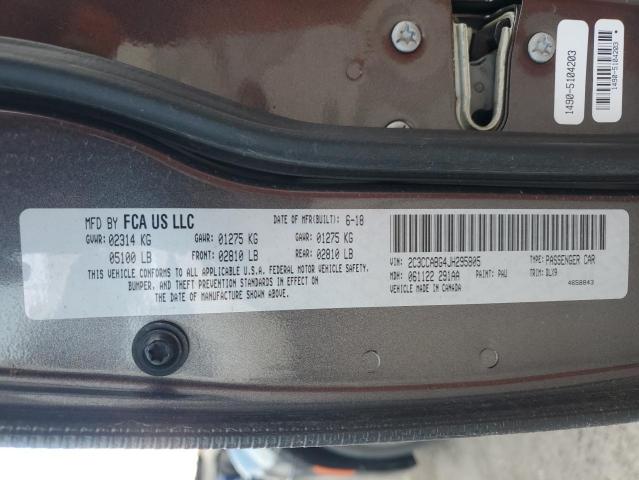 1490-5104203
1490-5104203
MFD BY FCA US LLC
DATE OF MFR(BUILT): 6-18
GVWR: 02314 KG GAWR: 01275 KG GAWR: 01275 KG
05100 LB FRONT: 02810 LB REAR: 02810 LB
THIS VEHICLE CONFORMS TO ALL APPLICABLE U.S.A. FEDERAL MOTOR VEHICLE SAFETY,
BUMPER, AND THEFT PREVENTION STANDARDS IN EFFECT ON
THE DATE OF MANUFACTURE SHOWN ABOVE.
VIN: 2C3CCABG4JH295805 TYPE: PASSENGER CAR
MDH: 061122 291AA PAINT: PAU TRIM: DLX9
VEHICLE MADE IN CANADA 4658843